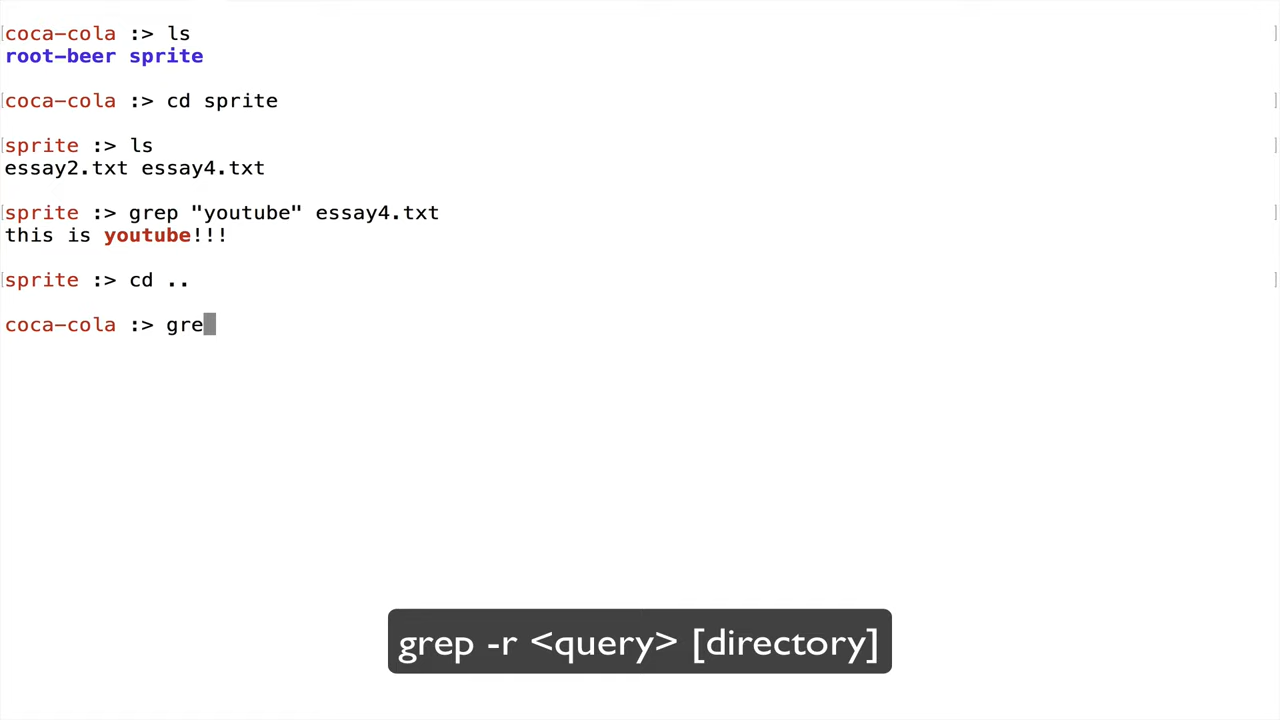 coca-cola :> ls
root-beer sprite
coca-cola :> cd sprite
sprite :> ls
essay2.txt essay4.txt
sprite :> grep "youtube" essay4.txt
this is youtube!!!
sprite :> cd ..
coca-cola :> gre
grep -r <query> [directory]